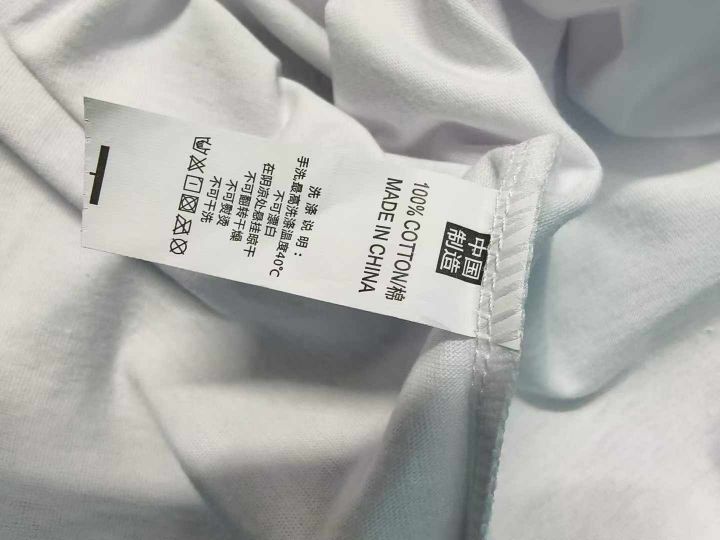 中国
制造
100% COTTON/棉
MADE IN CHINA
洗涤说明:
手洗最高洗涤温度40°C
不可漂白
在阴凉处悬挂晾干
不可翻转干燥
不可熨烫
不可干洗